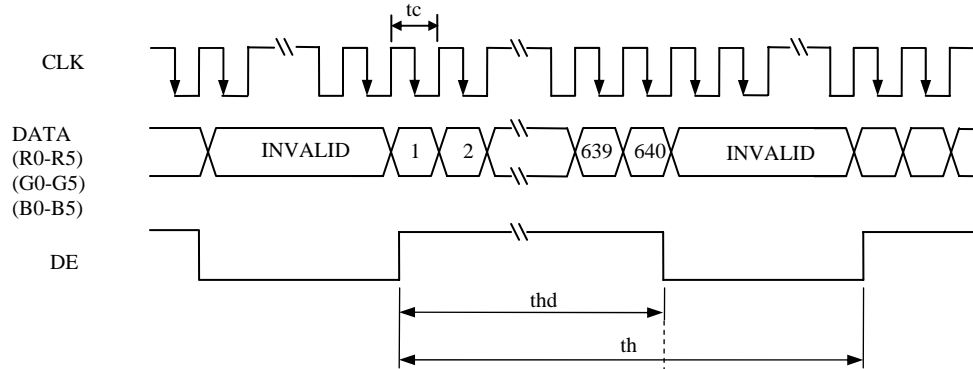 tc
CLK
DATA
(R0-R5)
(G0-G5)
(B0-B5)
INVALID
1
2
639
640
INVALID
DE
thd
th